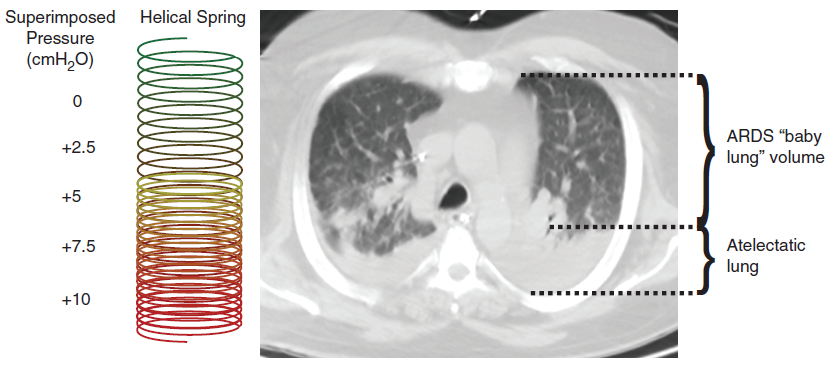 Superimposed
Pressure
(cmH₂O)
Helical Spring
0
+2.5
+5
+7.5
+10
ARDS “baby
lung” volume
Atelectatic
lung